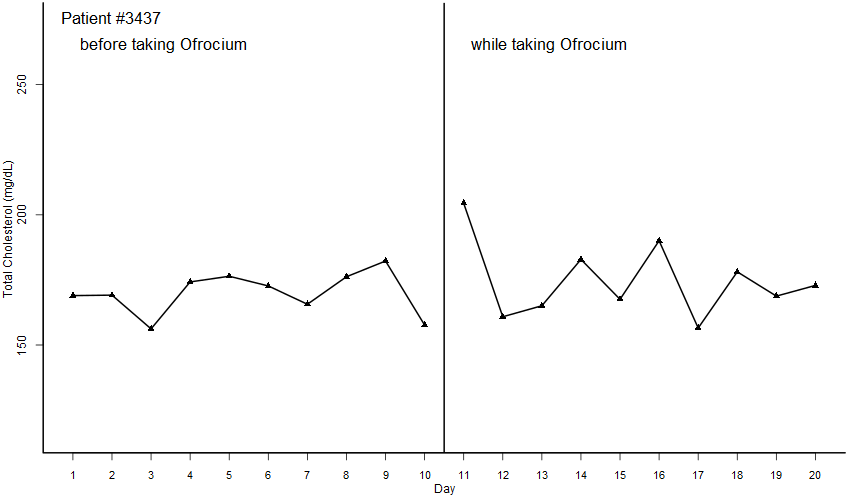 Patient #3437
before taking Ofrocium
while taking Ofrocium
250
200
150
Total Cholesterol (mg/dL)
1 2 3 4 5 6 7 8 9 10 11 12 13 14 15 16 17 18 19 20
Day